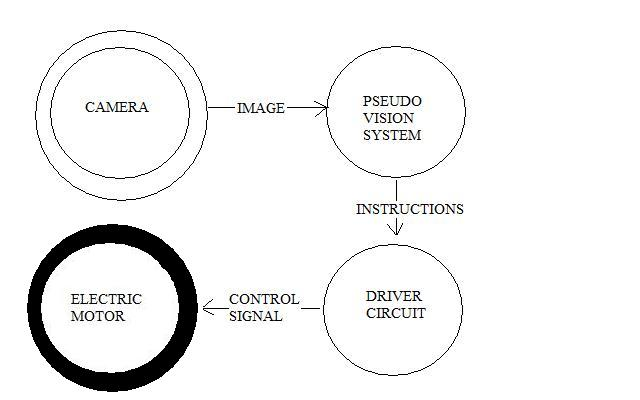 CAMERA
IMAGE
PSEUDO
VISION
SYSTEM
INSTRUCTIONS
DRIVER
CIRCUIT
CONTROL
SIGNAL
ELECTRIC
MOTOR